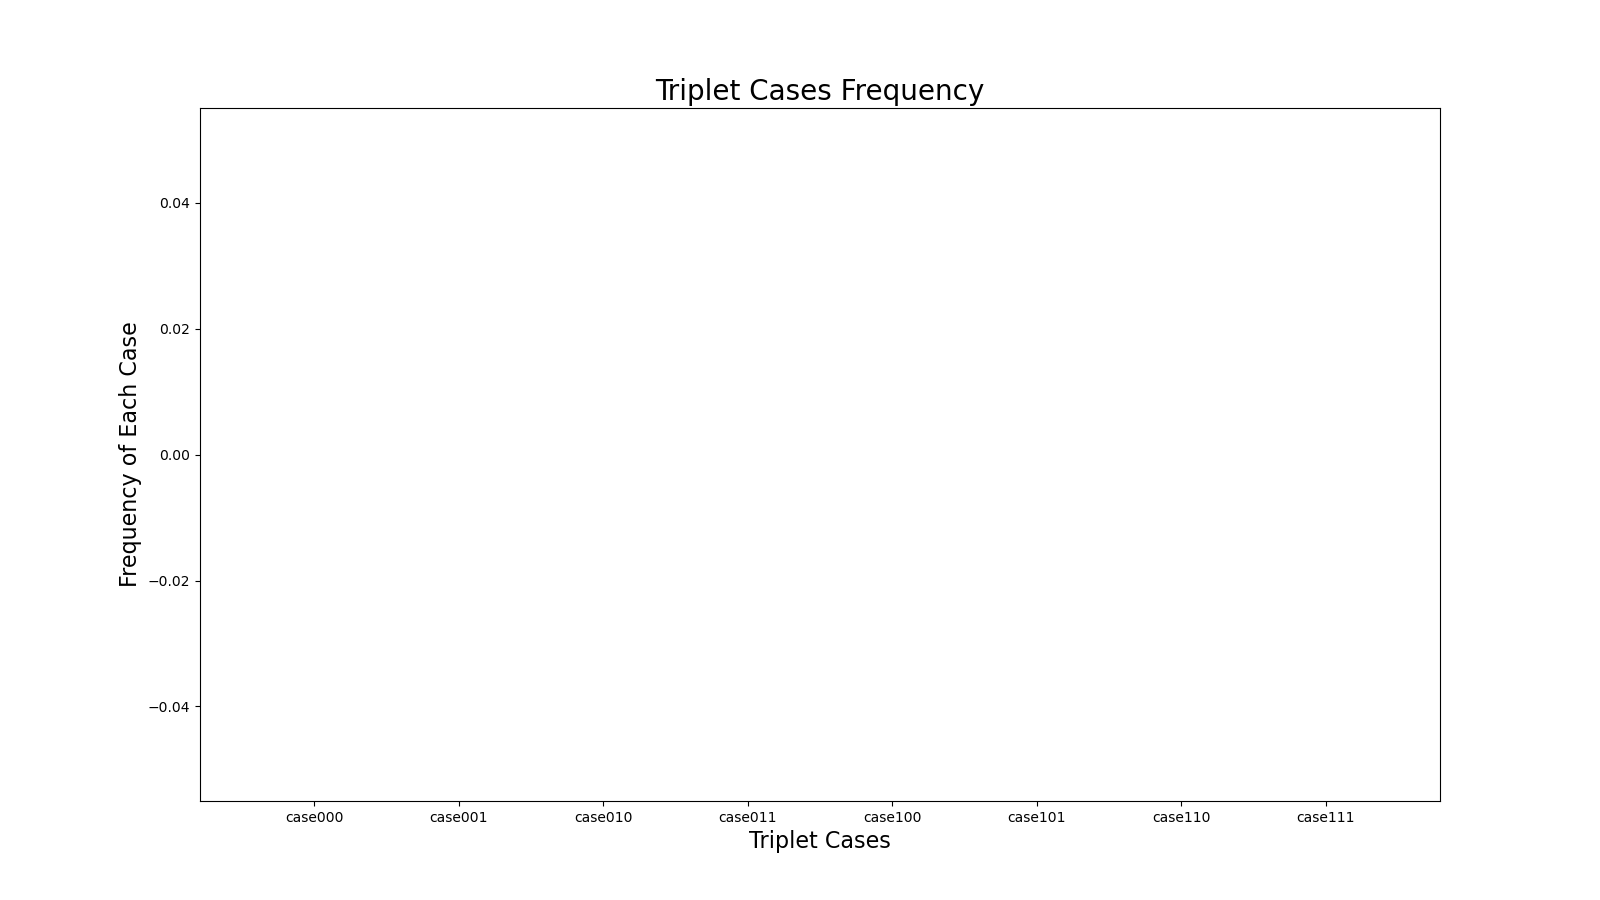 Triplet Cases Frequency
Frequency of Each Case
0.04
0.02
0.00
−0.02
−0.04
case000 case001 case010 case011 case100 case101 case110 case111
Triplet Cases